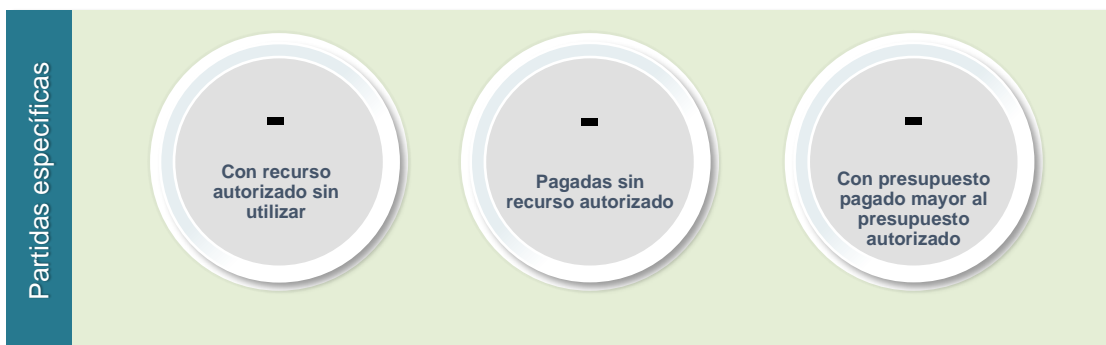 Partidas específicas
-
Con recurso
autorizado sin
utilizar
-
Pagadas sin
recurso autorizado
-
Con presupuesto
pagado mayor al
presupuesto
autorizado